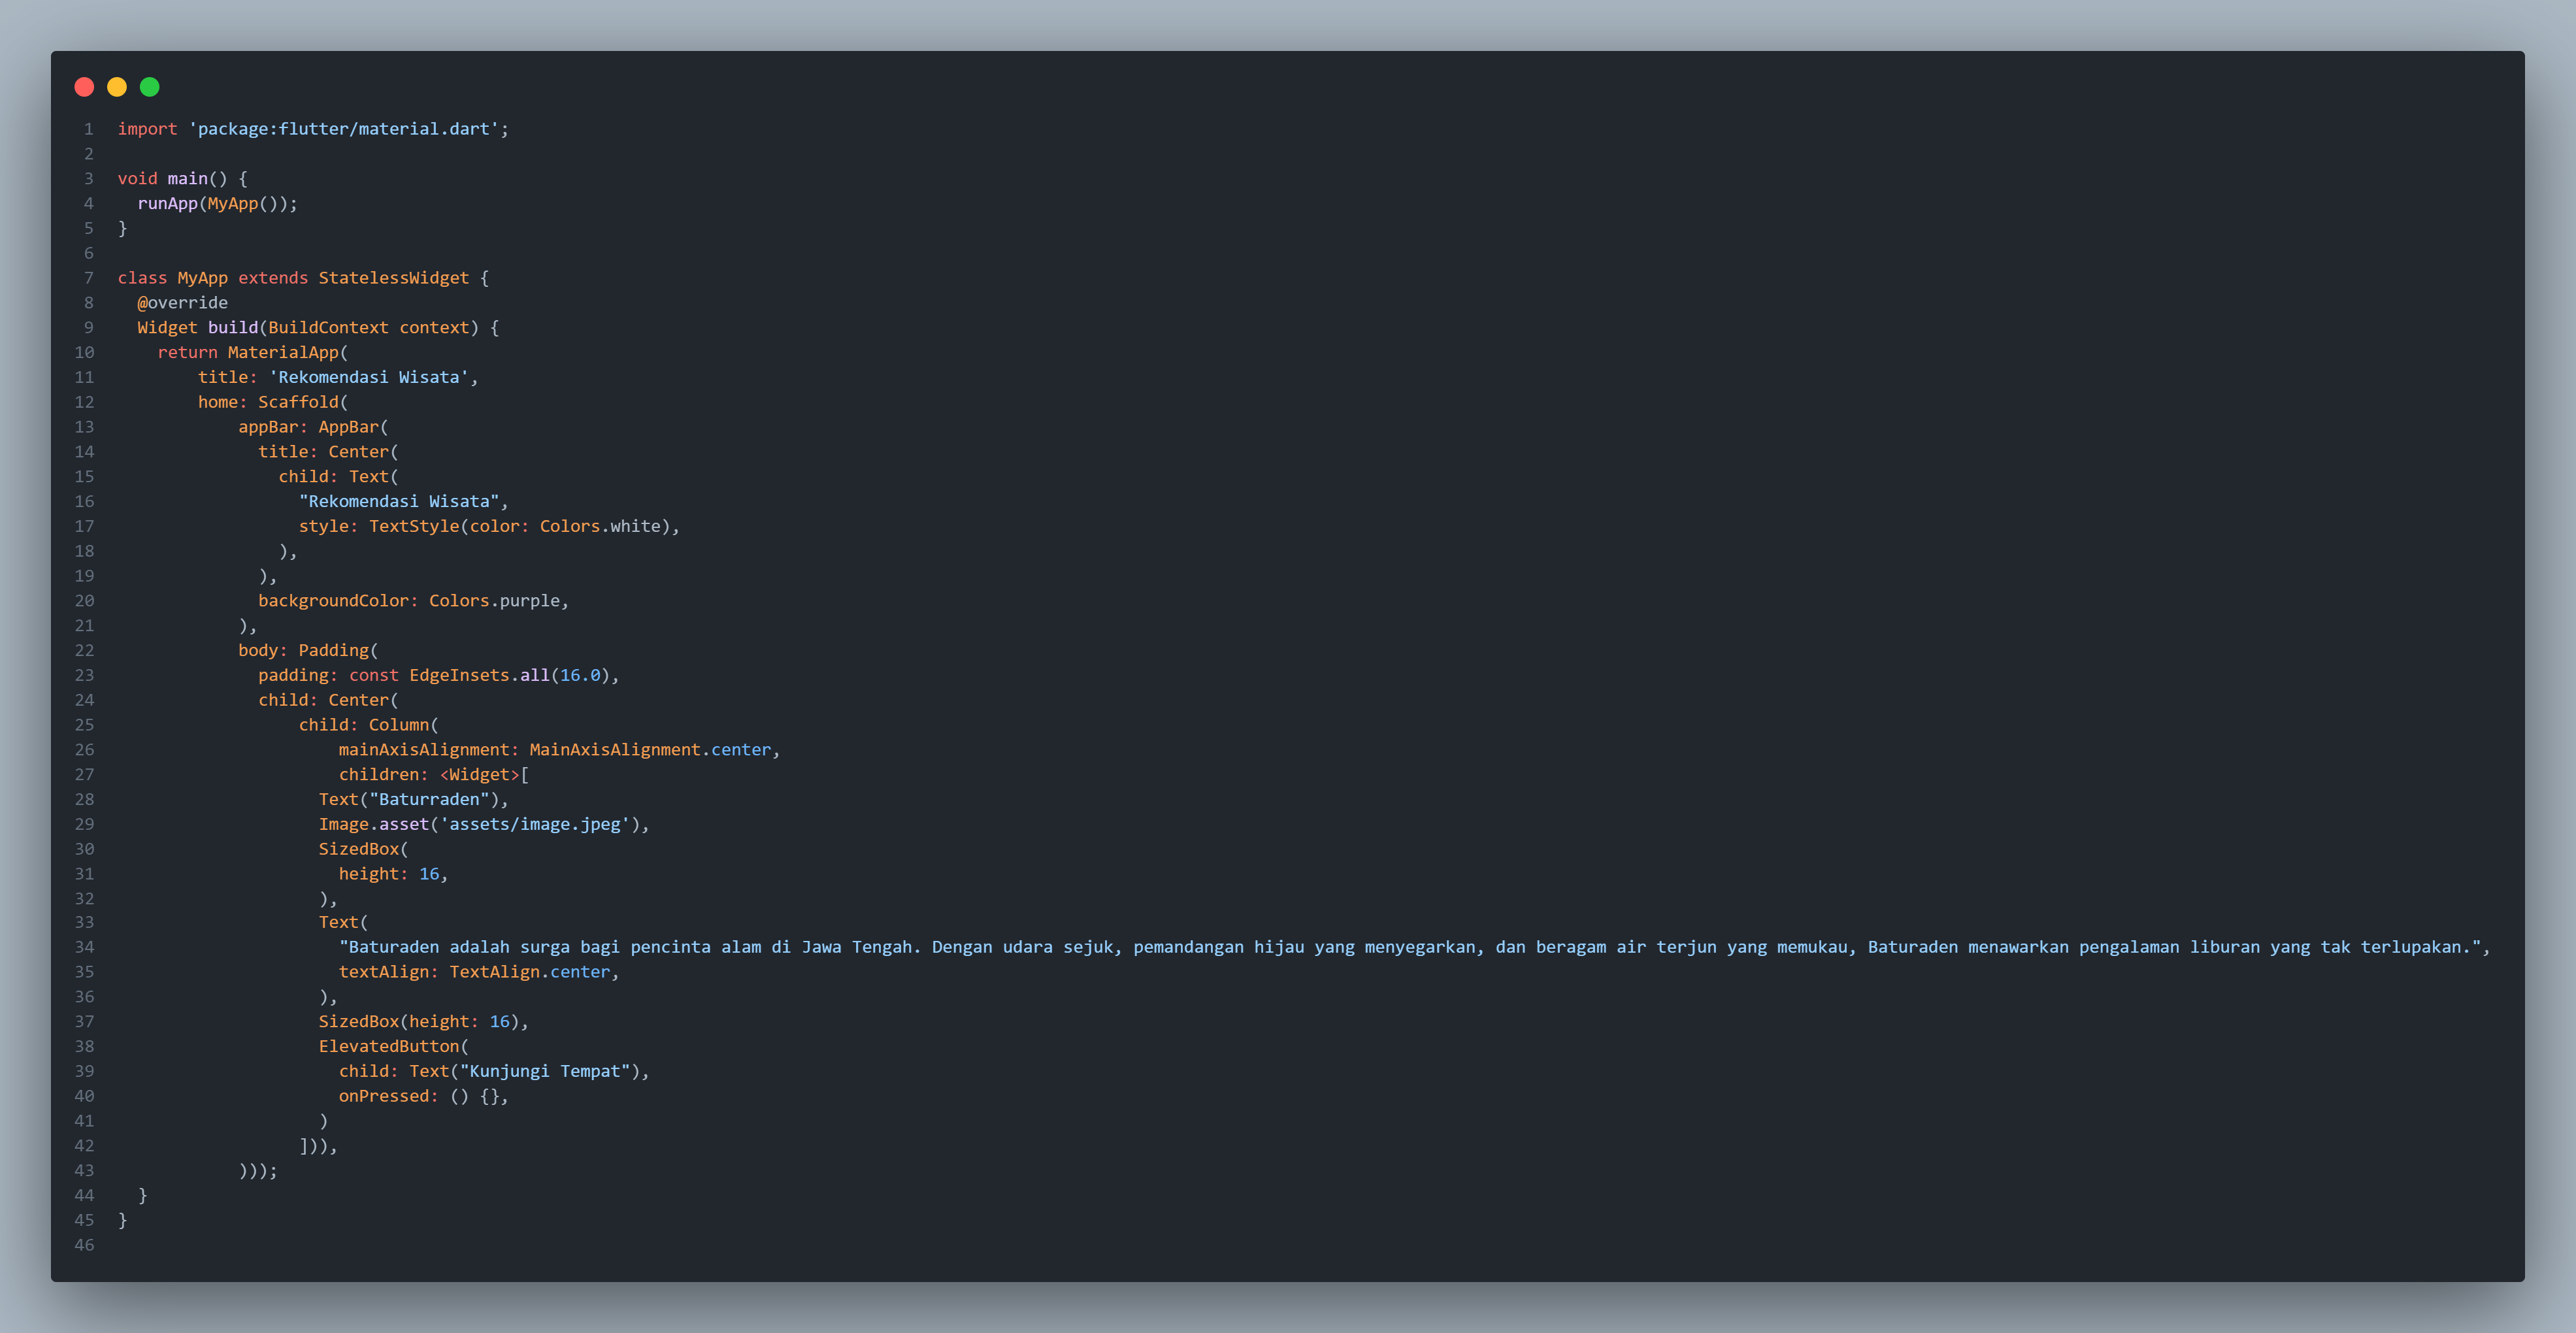 1 import 'package:flutter/material.dart';
2
3 void main() {
4   runApp(MyApp());
5 }
6
7 class MyApp extends StatelessWidget {
8   @override
9   Widget build(BuildContext context) {
10     return MaterialApp(
11         title: 'Rekomendasi Wisata',
12         home: Scaffold(
13             appBar: AppBar(
14               title: Center(
15                 child: Text(
16                   "Rekomendasi Wisata",
17                   style: TextStyle(color: Colors.white),
18                 ),
19               ),
20               backgroundColor: Colors.purple,
21             ),
22             body: Padding(
23               padding: const EdgeInsets.all(16.0),
24               child: Center(
25                   child: Column(
26                       mainAxisAlignment: MainAxisAlignment.center,
27                       children: <Widget>[
28                     Text("Baturraden"),
29                     Image.asset('assets/image.jpeg'),
30                     SizedBox(
31                       height: 16,
32                     ),
33                     Text(
34                       "Baturaden adalah surga bagi pencinta alam di Jawa Tengah. Dengan udara sejuk, pemandangan hijau yang menyegarkan, dan beragam air terjun yang memukau, Baturaden menawarkan pengalaman liburan yang tak terlupakan.",
35                       textAlign: TextAlign.center,
36                     ),
37                     SizedBox(height: 16),
38                     ElevatedButton(
39                       child: Text("Kunjungi Tempat"),
40                       onPressed: () {},
41                     )
42                   ])),
43             )));
44   }
45 }
46